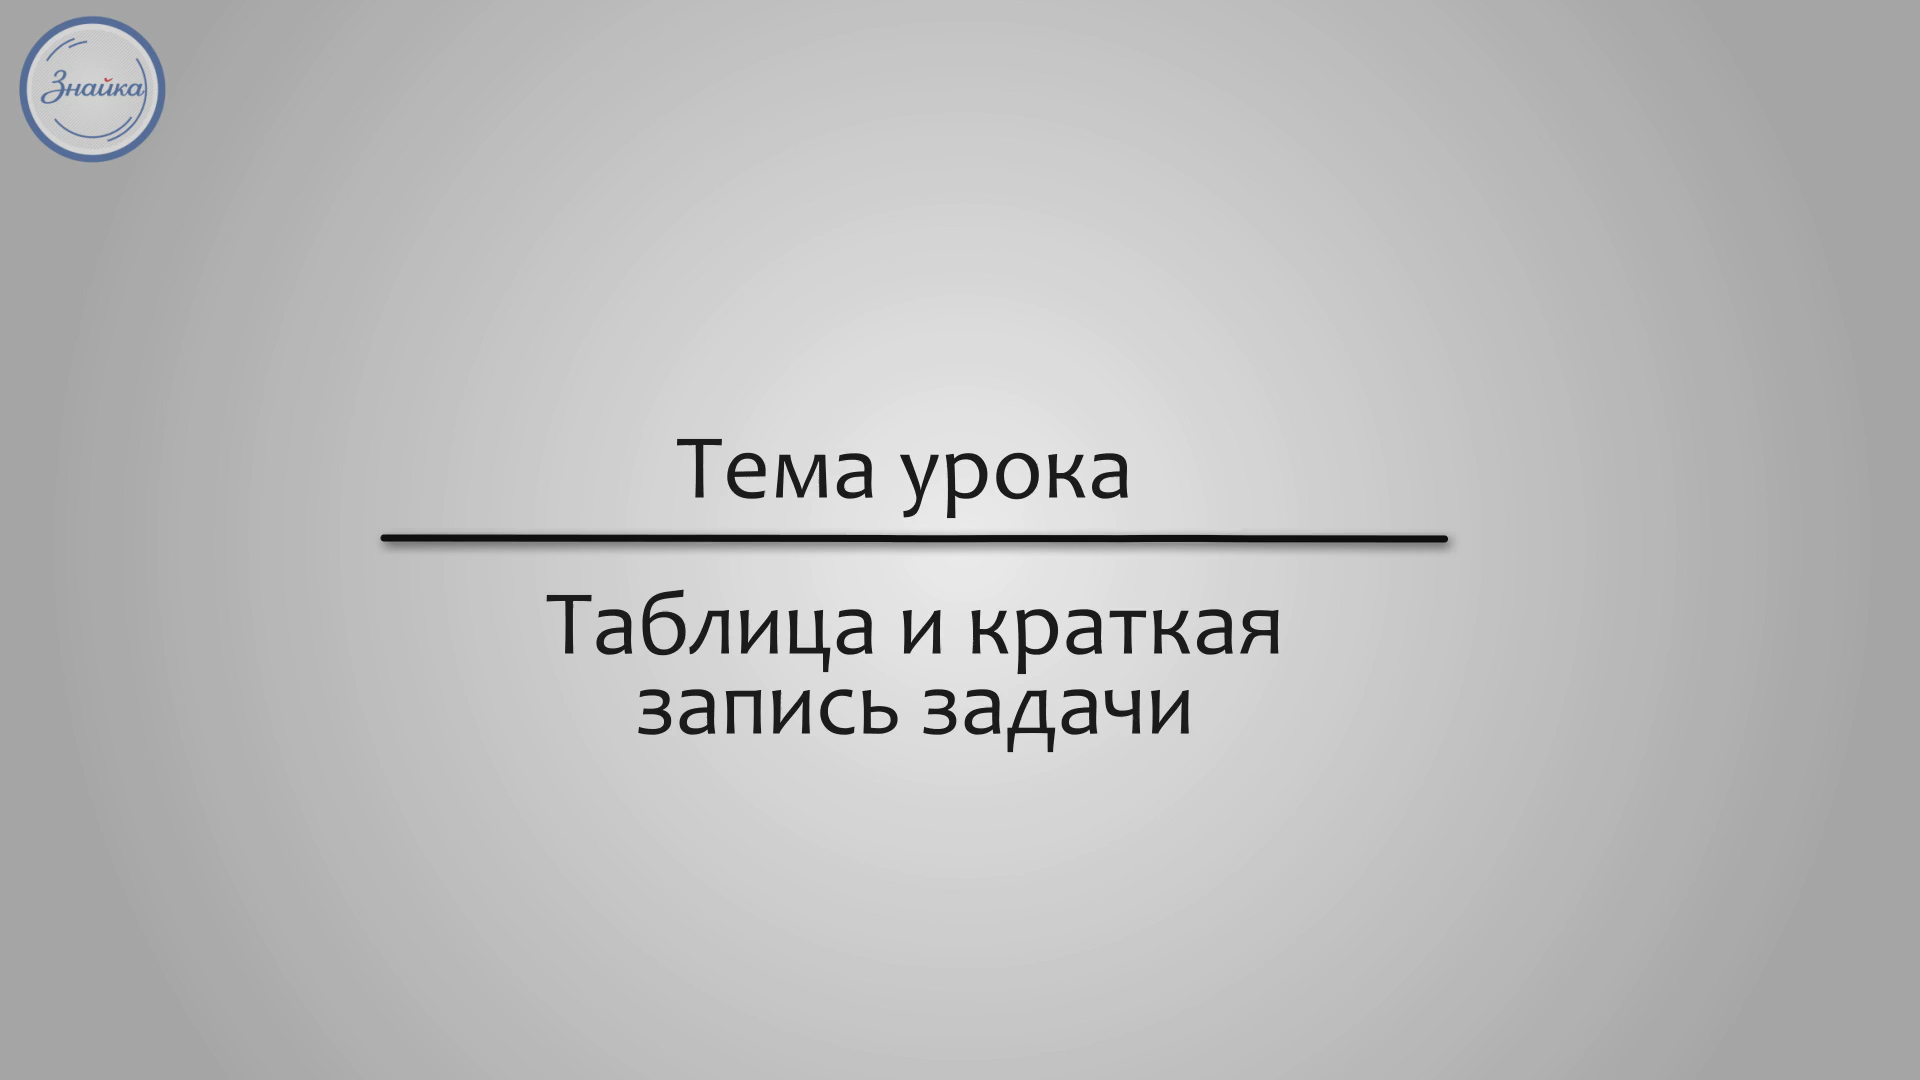 Знайка
Тема урока
Таблица и краткая
запись задачи